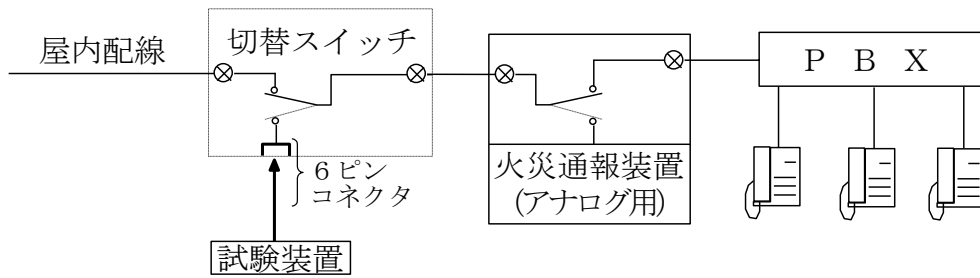 屋内配線
切替スイッチ
６ピン
コネクタ
試験装置
火災通報装置
(アナログ用)
Ｐ Ｂ Ｘ